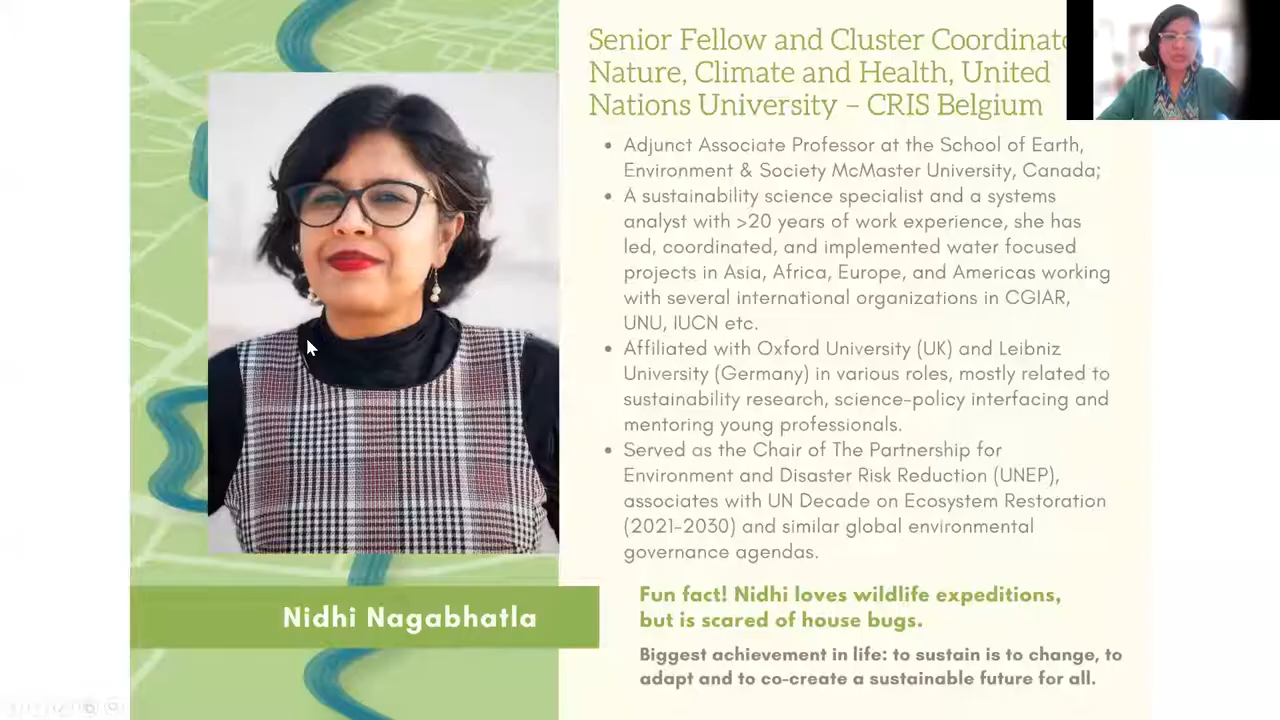 Senior Fellow and Cluster Coordinato
Nature, Climate and Health, United
Nations University – CRIS Belgium
• Adjunct Associate Professor at the School of Earth,
Environment & Society McMaster University, Canada;
• A sustainability science specialist and a systems
analyst with >20 years of work experience, she has
led, coordinated, and implemented water focused
projects in Asia, Africa, Europe, and Americas working
with several international organizations in CGIAR,
UNU, IUCN etc.
• Affiliated with Oxford University (UK) and Leibniz
University (Germany) in various roles, mostly related to
sustainability research, science-policy interfacing and
mentoring young professionals.
• Served as the Chair of The Partnership for
Environment and Disaster Risk Reduction (UNEP),
associates with UN Decade on Ecosystem Restoration
(2021-2030) and similar global environmental
governance agendas.
Nidhi Nagabhatla
Fun fact! Nidhi loves wildlife expeditions,
but is scared of house bugs.
Biggest achievement in life: to sustain is to change, to
adapt and to co-create a sustainable future for all.